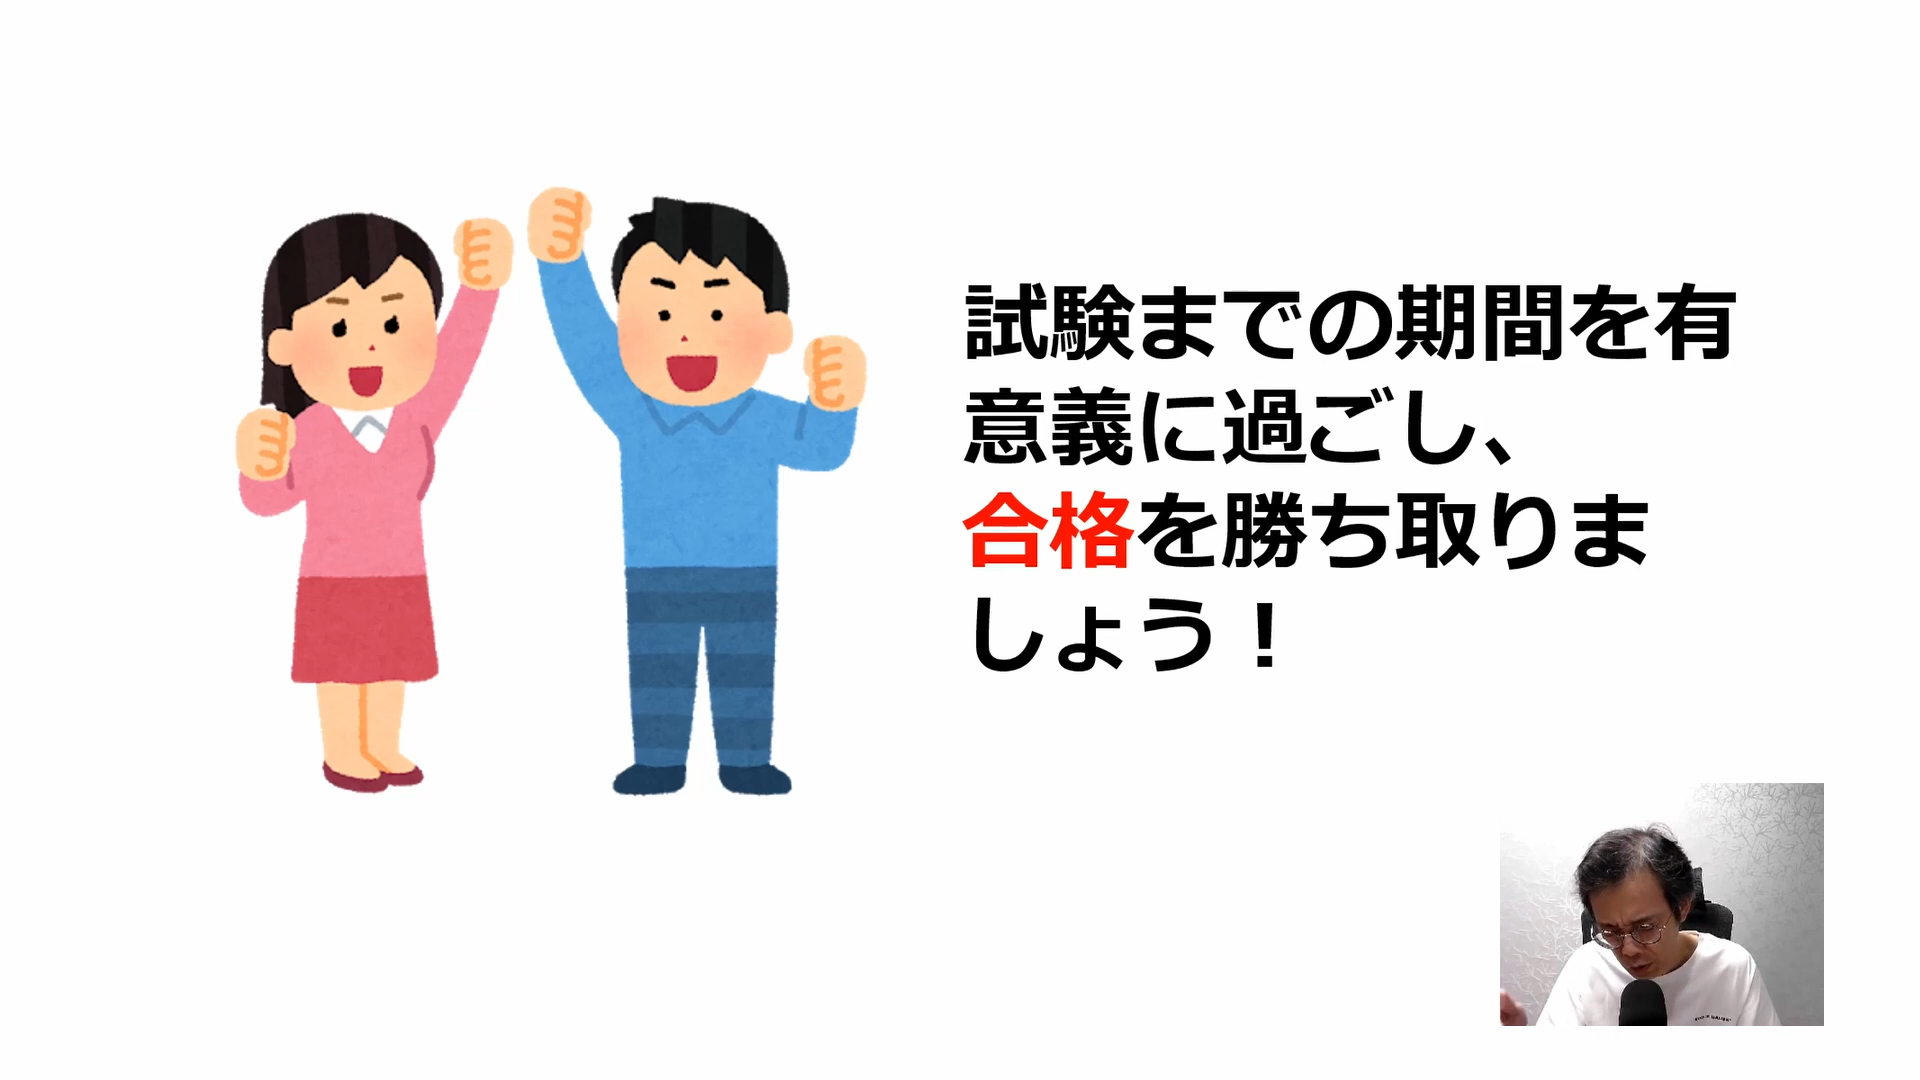 試験までの期間を有
意義に過ごし、
合格を勝ち取りま
しょう！